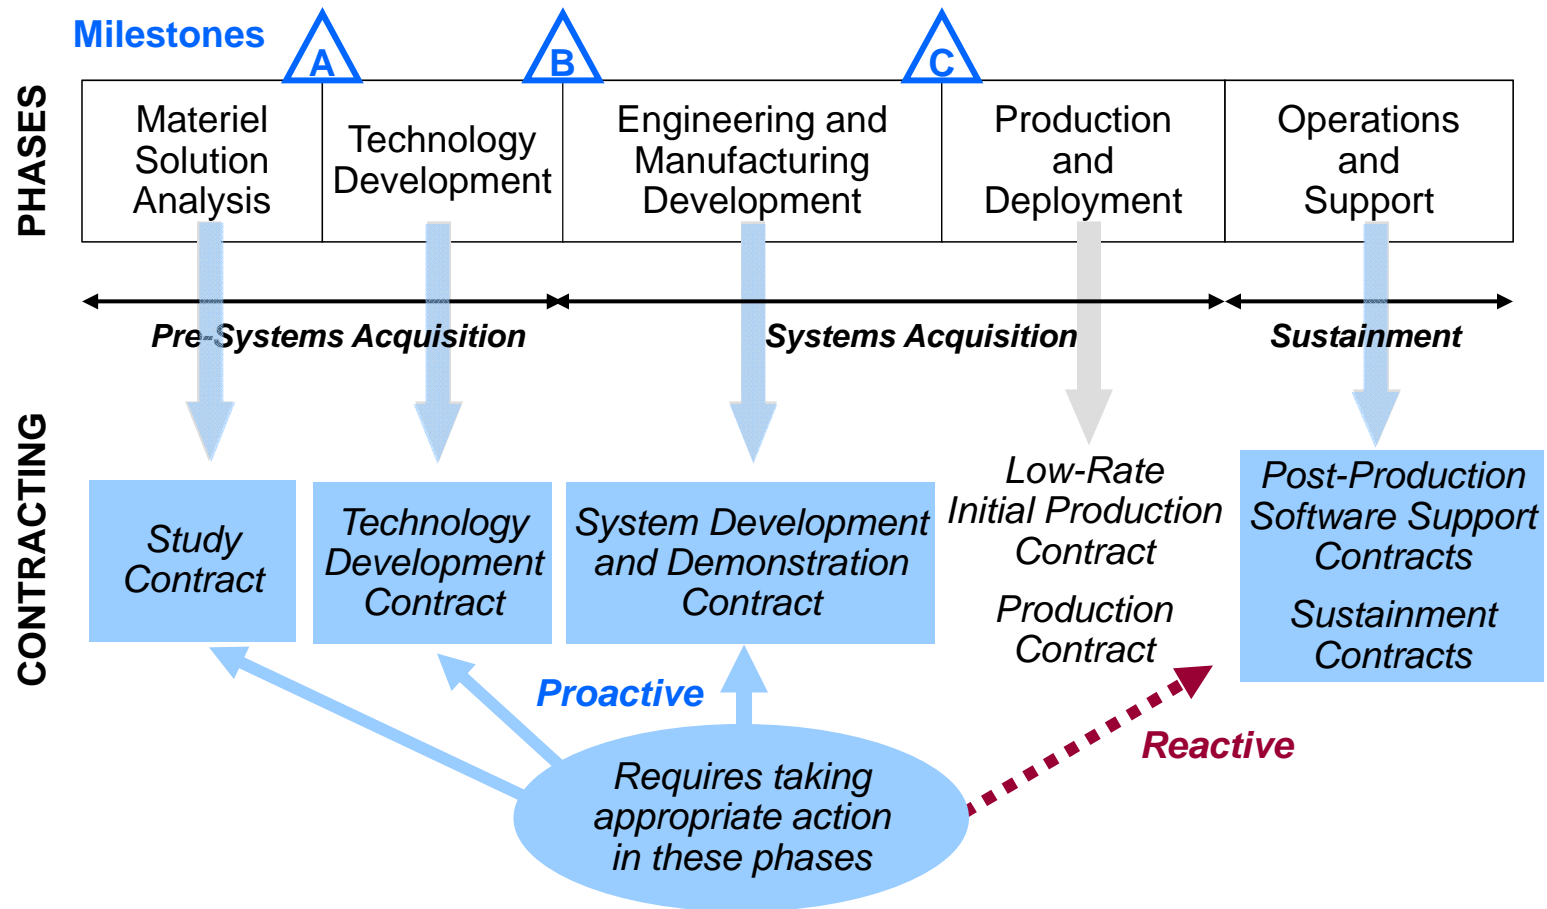 Milestones
A
B
C
PHASES
Materiel
Solution
Analysis
Technology
Development
Engineering and
Manufacturing
Development
Production
and
Deployment
Operations
and
Support
Pre-Systems Acquisition
Systems Acquisition
Sustainment
CONTRACTING
Study
Contract
Technology
Development
Contract
System Development
and Demonstration
Contract
Low-Rate
Initial Production
Contract
Production
Contract
Post-Production
Software Support
Contracts
Sustainment
Contracts
Proactive
Reactive
Requires taking
appropriate action
in these phases